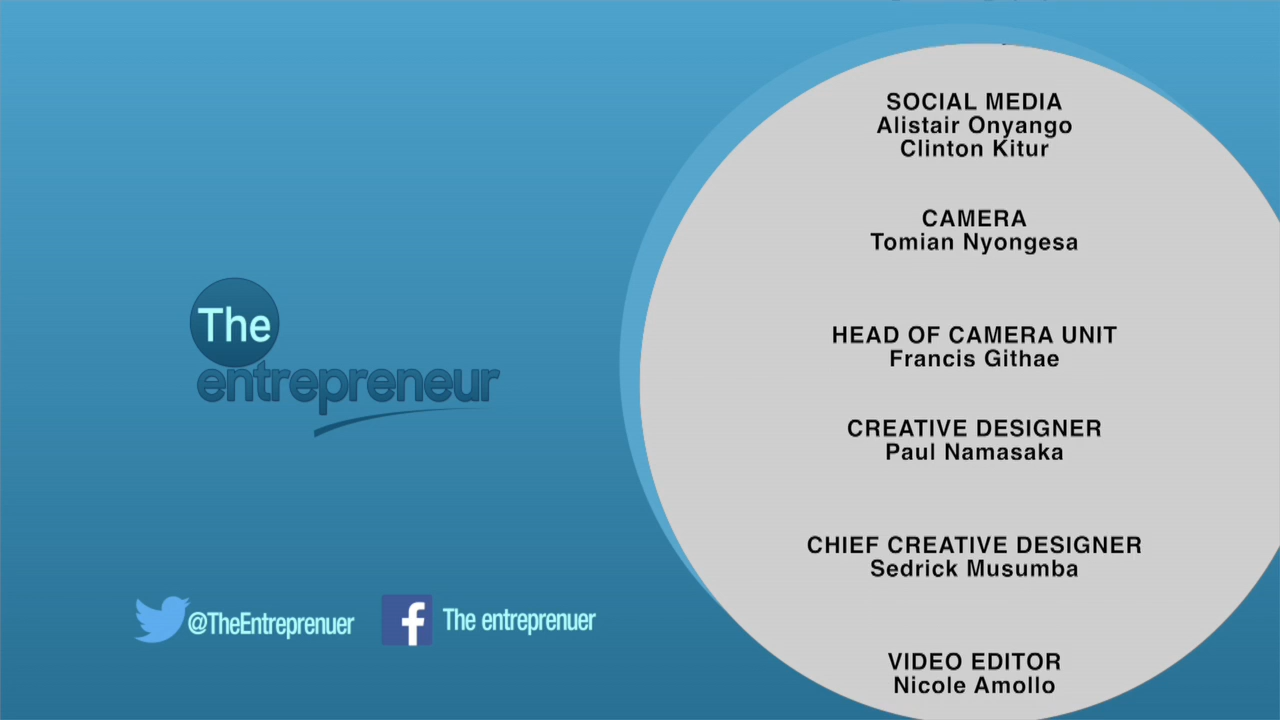 The
entrepreneur
@TheEntreprenuer
The entreprenuer
SOCIAL MEDIA
Alistair Onyango
Clinton Kitur
CAMERA
Tomian Nyongesa
HEAD OF CAMERA UNIT
Francis Githae
CREATIVE DESIGNER
Paul Namasaka
CHIEF CREATIVE DESIGNER
Sedrick Musumba
VIDEO EDITOR
Nicole Amollo